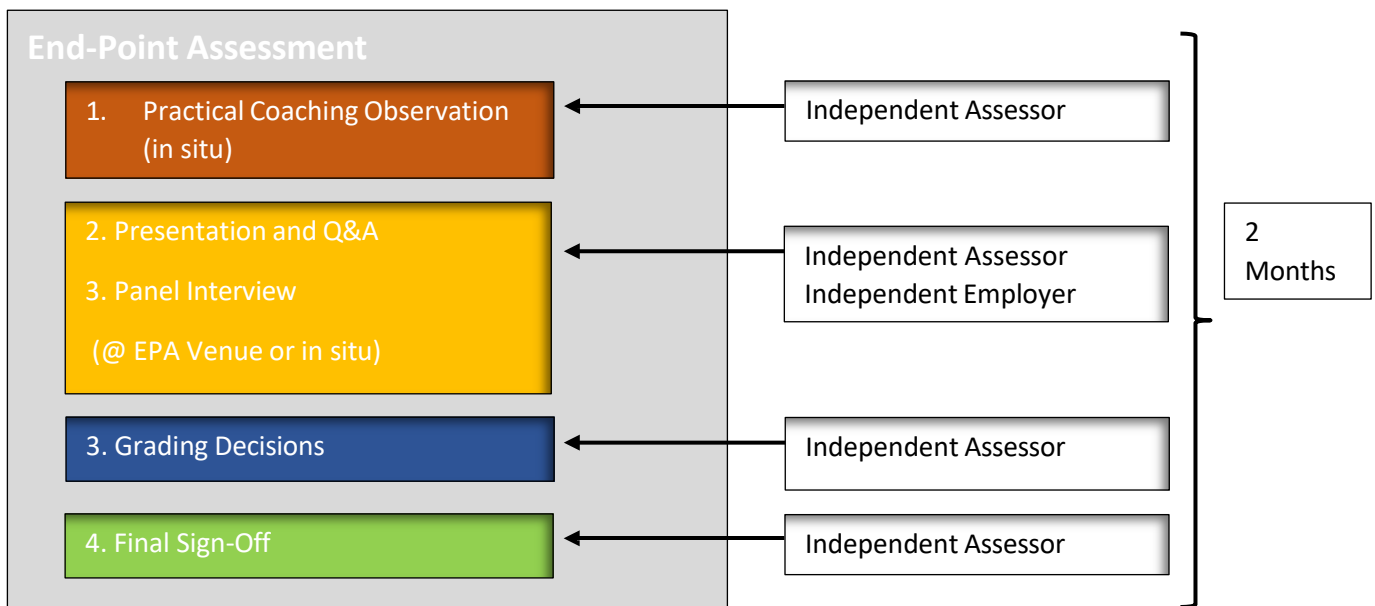 End-Point Assessment
1. Practical Coaching Observation
(in situ)
Independent Assessor
2. Presentation and Q&A
3. Panel Interview
(@ EPA Venue or in situ)
Independent Assessor
Independent Employer
2
Months
3. Grading Decisions
Independent Assessor
4. Final Sign-Off
Independent Assessor